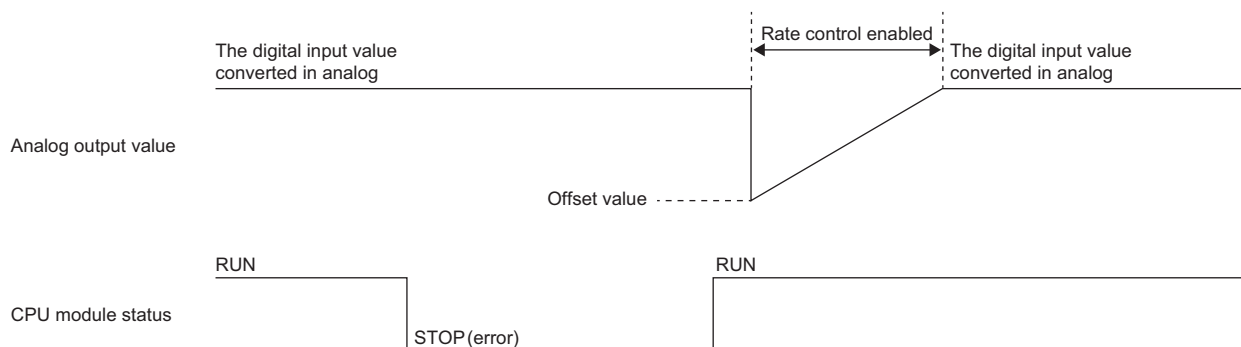 Rate control enabled
The digital input value
converted in analog
The digital input value
converted in analog
Analog output value
Offset value
RUN
RUN
CPU module status
STOP(error)